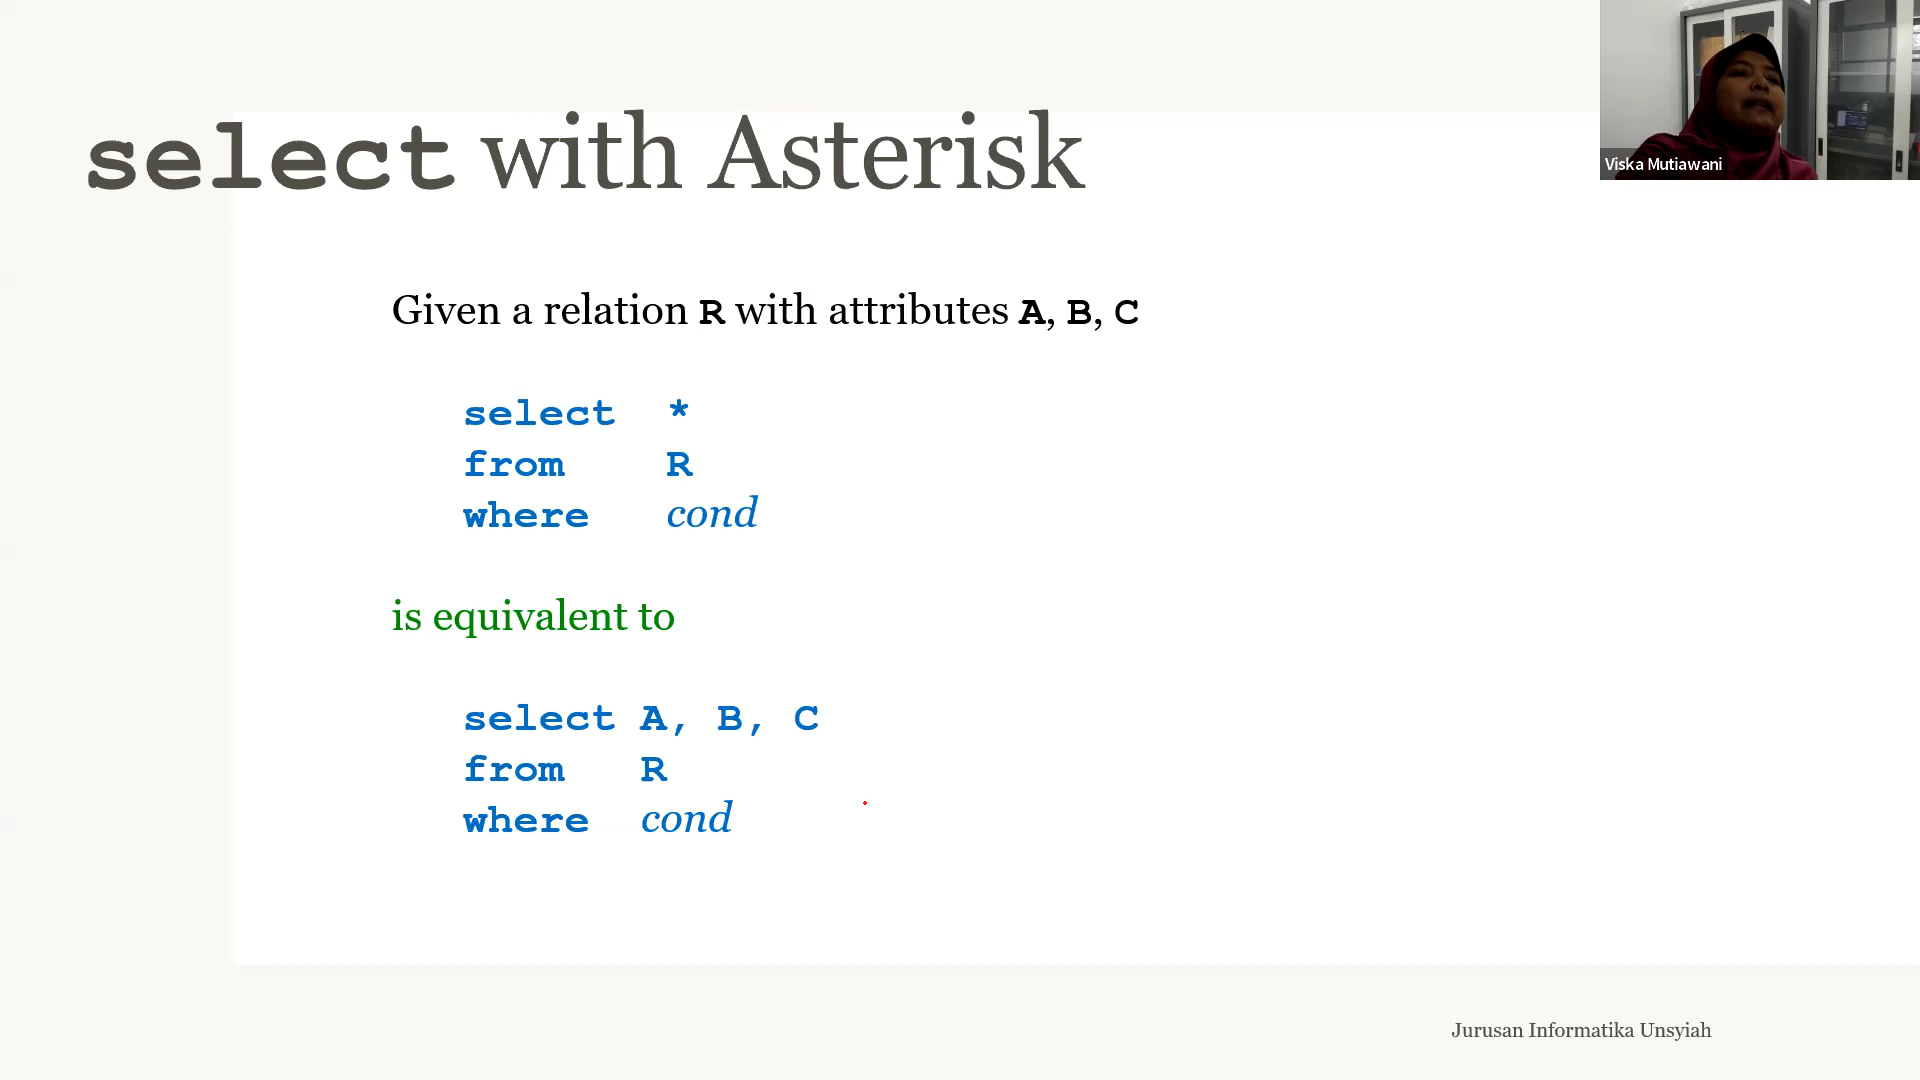 select with Asterisk
Viska Mutiawani
Given a relation R with attributes A, B, C
select *
from R
where cond
is equivalent to
select A, B, C
from R
where cond
Jurusan Informatika Unsyiah